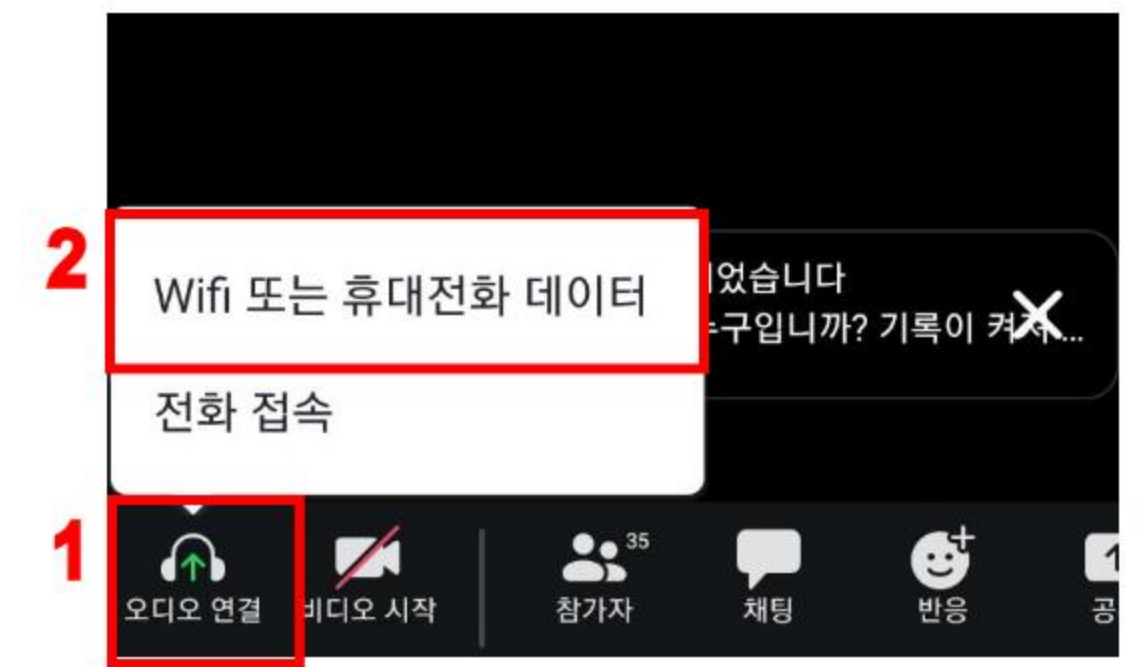 2
Wifi 또는 휴대전화 데이터
었습니다
구입니까? 기록이
전화 접속
1
35
오디오 연결
비디오 시작
참가자
채팅
반응
공